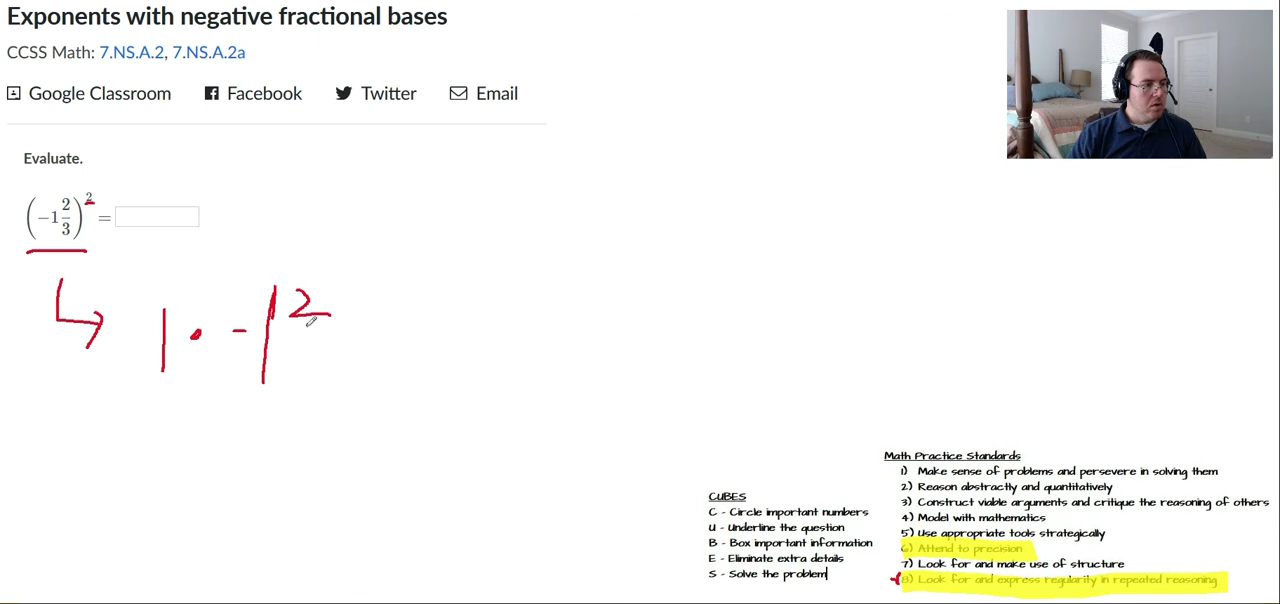 Exponents with negative fractional bases
CCSS Math: 7.NS.A.2, 7.NS.A.2a
Google Classroom Facebook Twitter Email
Evaluate.
(-1 2/3)^2 =
1 · -1 2
CUBES
C - Circle important numbers
U - Underline the question
B - Box important information
E - Eliminate extra details
S - Solve the problem
Math Practice Standards
1) Make sense of problems and persevere in solving them
2) Reason abstractly and quantitatively
3) Construct viable arguments and critique the reasoning of others
4) Model with mathematics
5) Use appropriate tools strategically
6) Attend to precision
7) Look for and make use of structure
8) Look for and express regularity in repeated reasoning